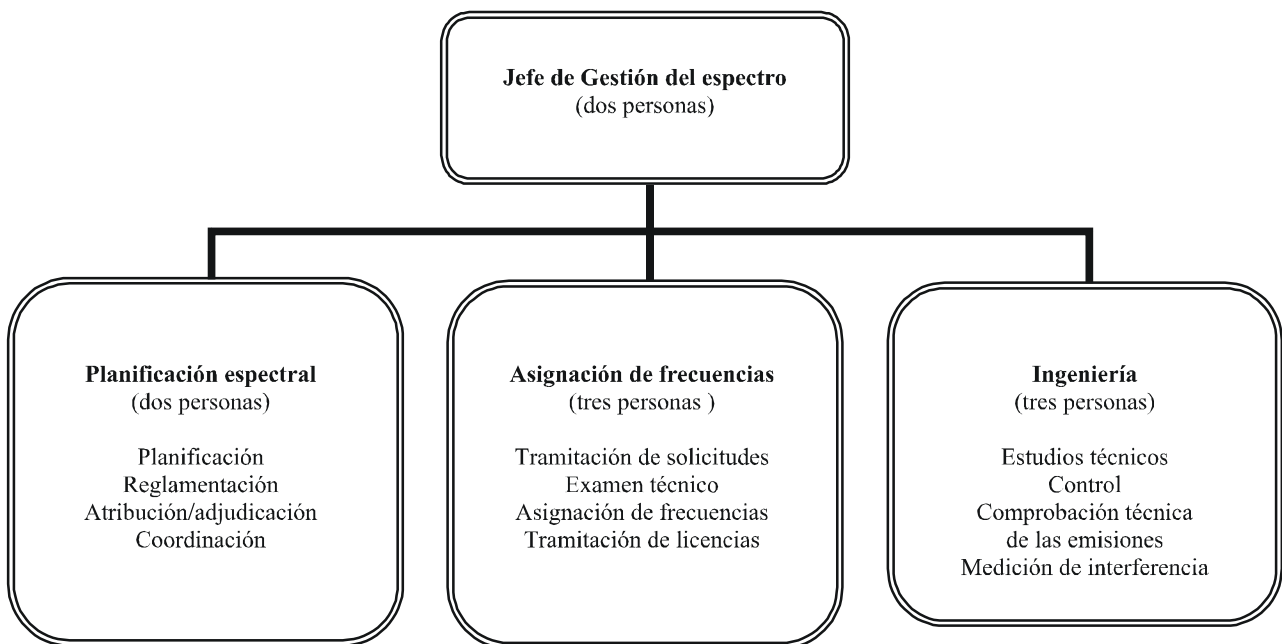 Jefe de Gestión del espectro
(dos personas)
Planificación espectral
(dos personas)
Planificación
Reglamentación
Atribución/adjudicación
Coordinación
Asignación de frecuencias
(tres personas )
Tramitación de solicitudes
Examen técnico
Asignación de frecuencias
Tramitación de licencias
Ingeniería
(tres personas)
Estudios técnicos
Control
Comprobación técnica
de las emisiones
Medición de interferencia